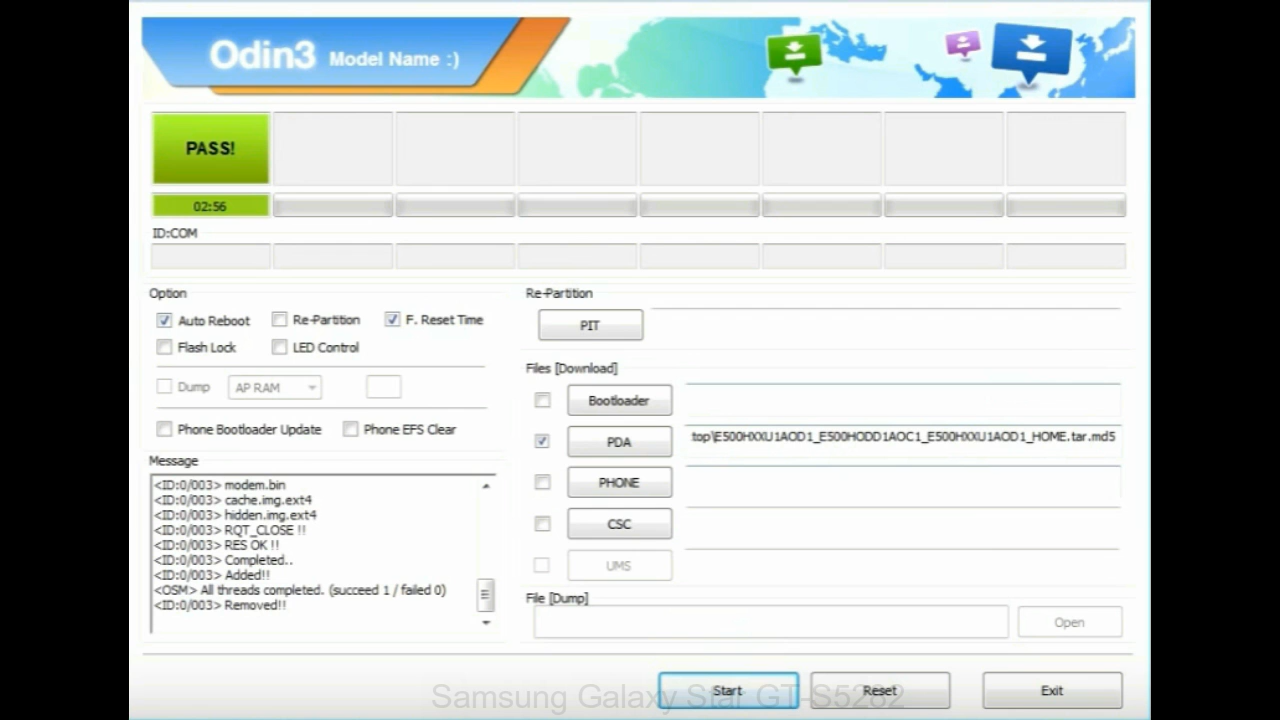 Odin3 Model Name :)
PASS!
02:56
ID:COM
Option
Auto Reboot
Re-Partition
F. Reset Time
Flash Lock
LED Control
Dump
AP RAM
Phone Bootloader Update
Phone EFS Clear
Message
<ID:0/003> modem.bin
<ID:0/003> cache.img.ext4
<ID:0/003> hidden.img.ext4
<ID:0/003> RQT_CLOSE !!
<ID:0/003> RES OK !!
<ID:0/003> Completed..
<ID:0/003> Added!!
<OSM> All threads completed. (succeed 1 / failed 0)
<ID:0/003> Removed!!
Re-Partition
PIT
Files [Download]
Bootloader
PDA
top\E500HXXU1AOD1_E500HODD1AOC1_E500HXXU1AOD1_HOME.tar.md5
PHONE
CSC
UMS
File [Dump]
Open
Start
Reset
Exit
Samsung Galaxy Star GT-S5282